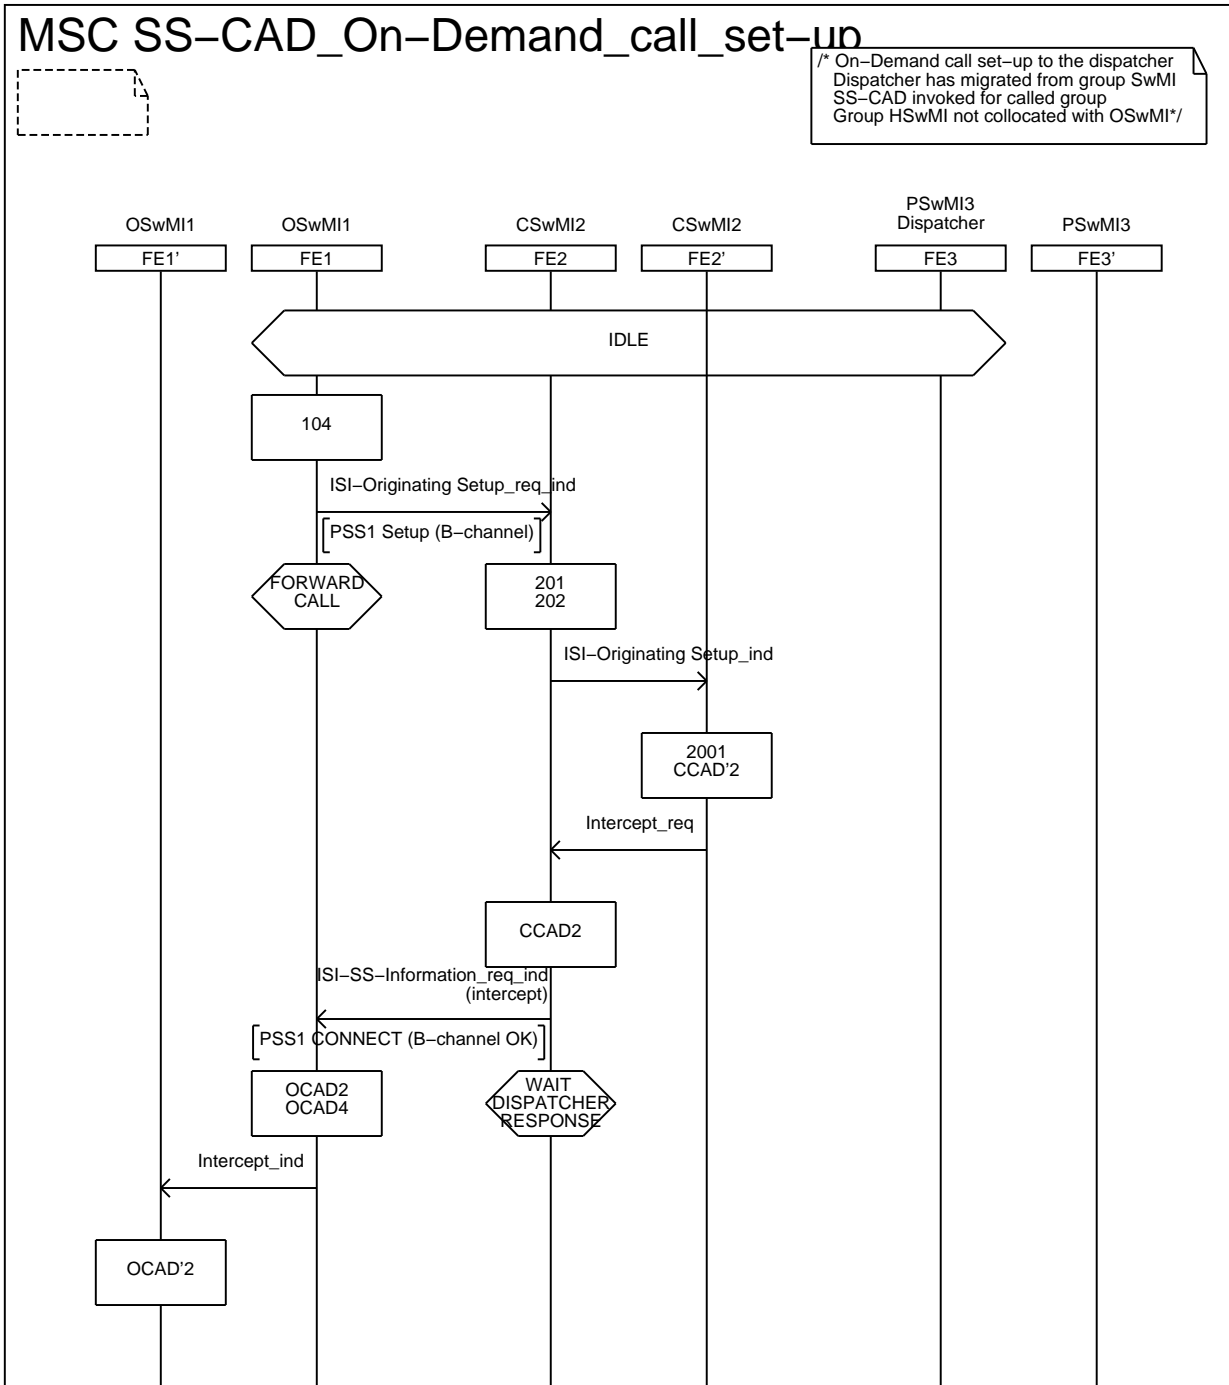 MSC SS−CAD_On−Demand_call_set−up
/* On−Demand call set−up to the dispatcher
Dispatcher has migrated from group SwMI
SS−CAD invoked for called group
Group HSwMI not collocated with OSwMI*/
OSwMI1
OSwMI1
CSwMI2
CSwMI2
PSwMI3
Dispatcher
PSwMI3
FE1'
FE1
FE2
FE2'
FE3
FE3'
IDLE
104
ISI−Originating Setup_req_ind
PSS1 Setup (B−channel)
FORWARD
CALL
201
202
ISI−Originating Setup_ind
2001
CCAD'2
Intercept_req
CCAD2
ISI−SS−Information_req_ind
(intercept)
PSS1 CONNECT (B−channel OK)
OCAD2
OCAD4
WAIT
DISPATCHER
RESPONSE
Intercept_ind
OCAD'2